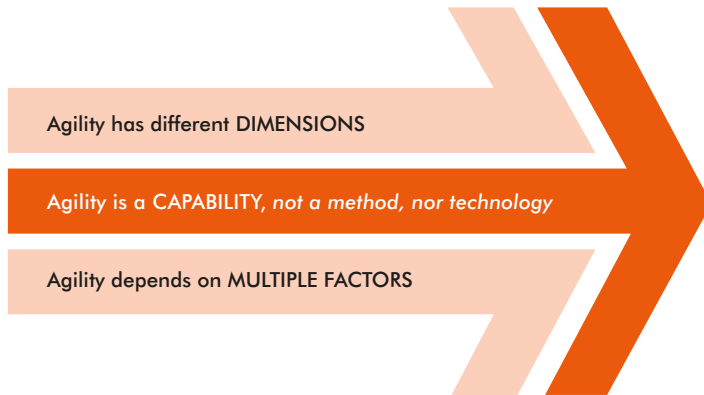 Agility has different DIMENSIONS
Agility is a CAPABILITY, not a method, nor technology
Agility depends on MULTIPLE FACTORS